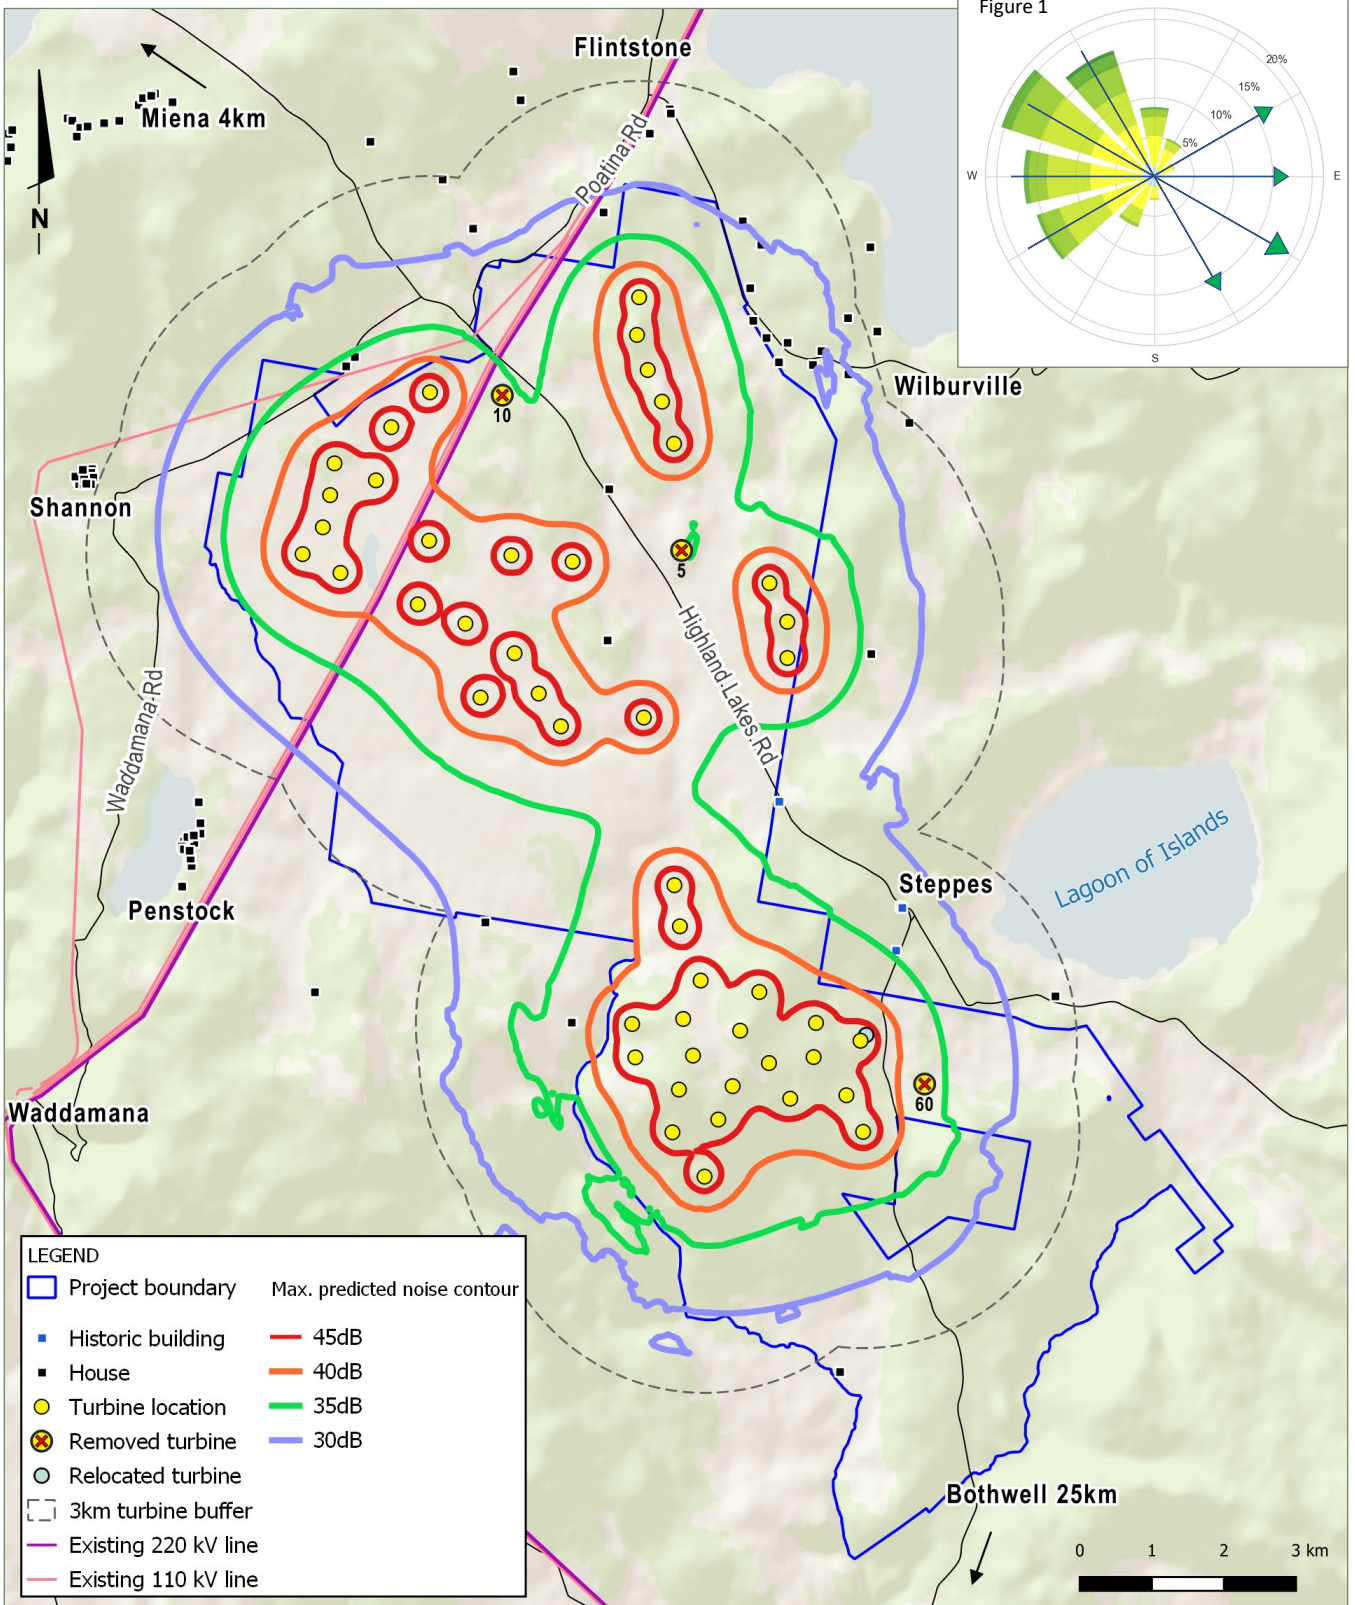 Figure 1
20%
15%
10%
5%
W
E
S
Flintstone
Miena 4km
N
Poatina Rd
Wilburville
10
Shannon
5
Highland Lakes Rd
Waddamana Rd
Lagoon of Islands
Steppes
Penstock
60
Waddamana
LEGEND
Project boundary
Max. predicted noise contour
Historic building
45dB
House
40dB
Turbine location
35dB
Removed turbine
30dB
Relocated turbine
3km turbine buffer
Existing 220 kV line
Existing 110 kV line
Bothwell 25km
0 1 2 3 km